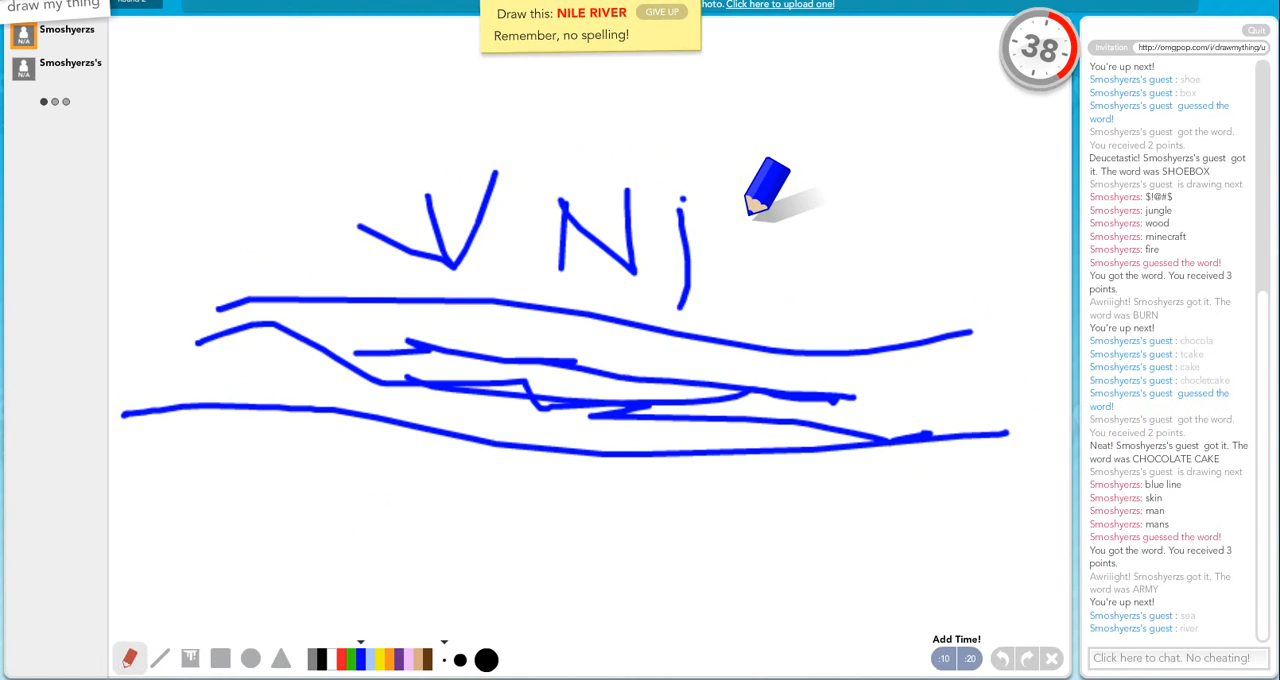 draw my thing
Round 2
hoto. Click here to upload one!
Smoshyerzs
Smoshyerzs's
N/A
N/A
Draw this: NILE RIVER
GIVE UP
Remember, no spelling!
38
Quit
Invitation http://omgpop.com/i/drawmything/u
You're up next!
Smoshyerzs's guest : shoe
Smoshyerzs's guest : box
Smoshyerzs's guest guessed the
word!
Smoshyerzs's guest got the word.
You received 2 points.
Deucetastic! Smoshyerzs's guest got
it. The word was SHOEBOX
Smoshyerzs's guest is drawing next
Smoshyerzs: $!@#$
Smoshyerzs: jungle
Smoshyerzs: wood
Smoshyerzs: minecraft
Smoshyerzs: fire
Smoshyerzs guessed the word!
You got the word. You received 3
points.
Awriiight! Smoshyerzs got it. The
word was BURN
You're up next!
Smoshyerzs's guest : chocola
Smoshyerzs's guest : tcake
Smoshyerzs's guest : cake
Smoshyerzs's guest : chocletcake
Smoshyerzs's guest guessed the
word!
Smoshyerzs's guest got the word.
You received 2 points.
Neat! Smoshyerzs's guest got it. The
word was CHOCOLATE CAKE
Smoshyerzs's guest is drawing next
Smoshyerzs: blue line
Smoshyerzs: skin
Smoshyerzs: man
Smoshyerzs: mans
Smoshyerzs guessed the word!
You got the word. You received 3
points.
Awriiight! Smoshyerzs got it. The
word was ARMY
You're up next!
Smoshyerzs's guest : sea
Smoshyerzs's guest : river
Click here to chat. No cheating!
N i
Add Time!
:10 :20